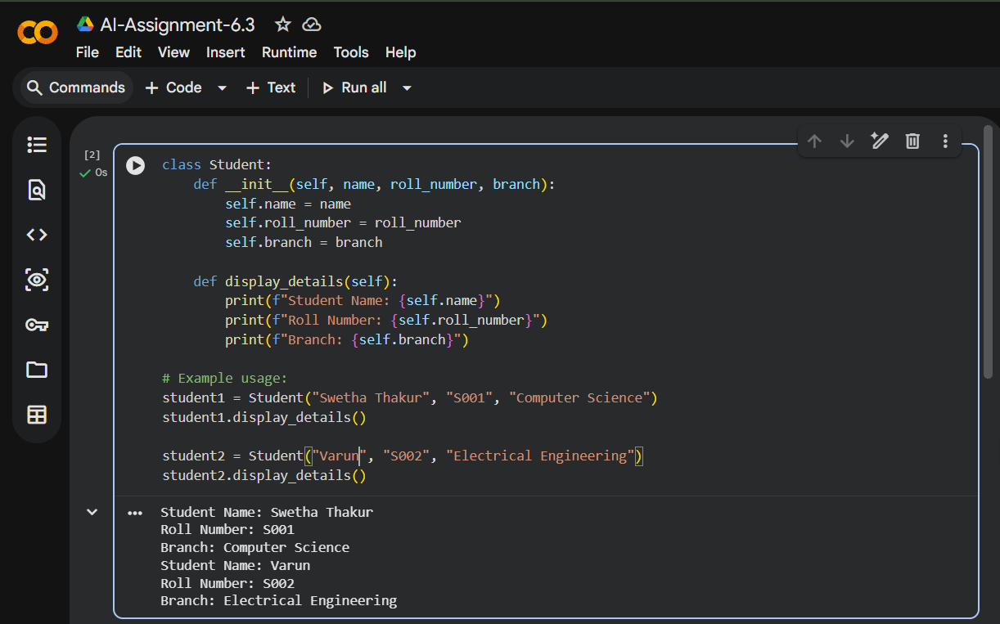 AI-Assignment-6.3
File Edit View Insert Runtime Tools Help
Commands + Code + Text Run all
[2]
0s
class Student:
    def __init__(self, name, roll_number, branch):
        self.name = name
        self.roll_number = roll_number
        self.branch = branch

    def display_details(self):
        print(f"Student Name: {self.name}")
        print(f"Roll Number: {self.roll_number}")
        print(f"Branch: {self.branch}")

# Example usage:
student1 = Student("Swetha Thakur", "S001", "Computer Science")
student1.display_details()

student2 = Student("Varun", "S002", "Electrical Engineering")
student2.display_details()
Student Name: Swetha Thakur
Roll Number: S001
Branch: Computer Science
Student Name: Varun
Roll Number: S002
Branch: Electrical Engineering